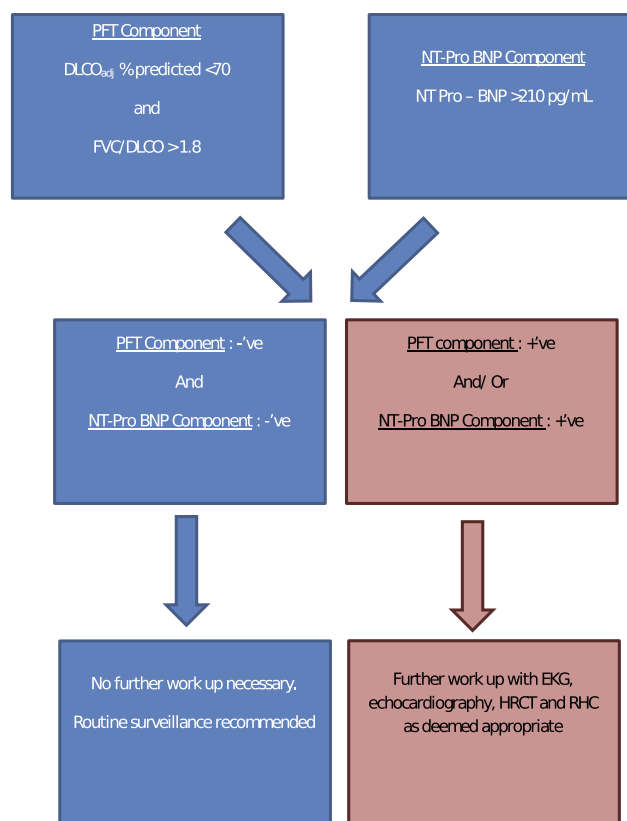 PFT Component
DLCOadj % predicted <70
and
FVC/DLCO > 1.8
NT-Pro BNP Component
NT Pro – BNP >210 pg/mL
PFT Component : -'ve
And
NT-Pro BNP Component : -'ve
PFT component : +'ve
And/ Or
NT-Pro BNP Component : +'ve
No further work up necessary.
Routine surveillance recommended
Further work up with EKG,
echocardiography, HRCT and RHC
as deemed appropriate